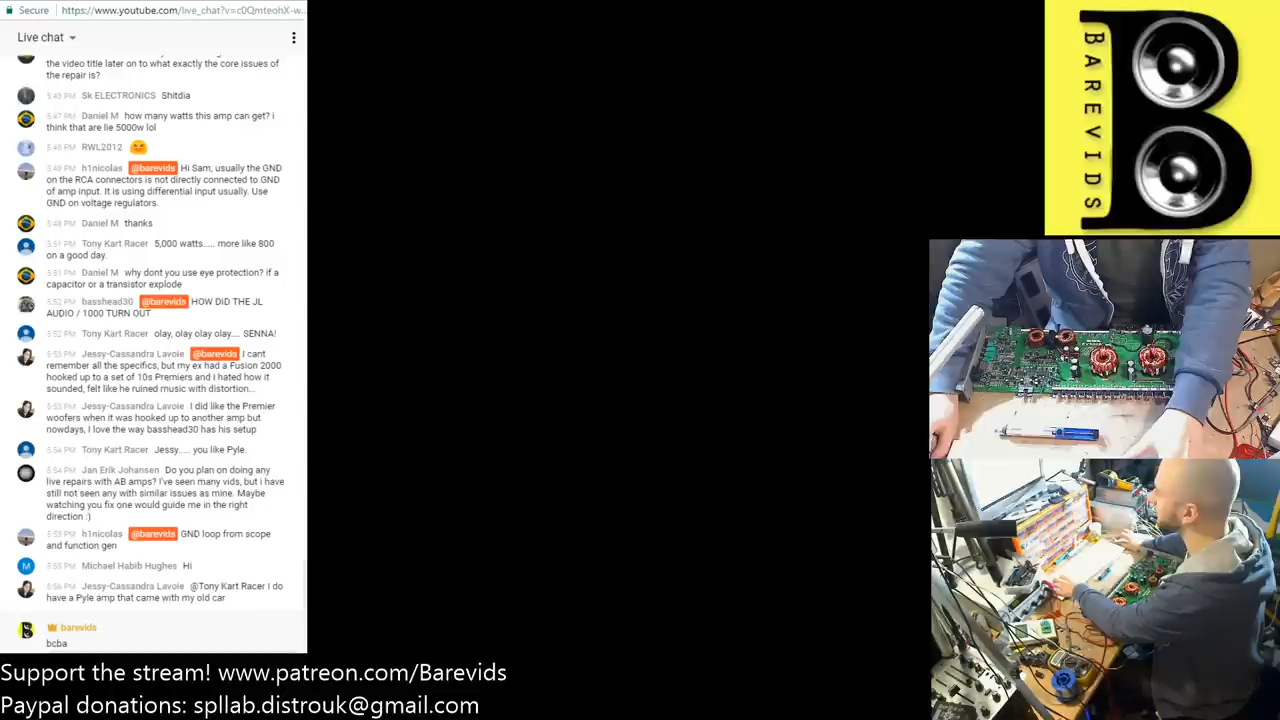 Secure https://www.youtube.com/live_chat?v=c0QmteohX-w...
Live chat
the video title later on to what exactly the core issues of
the repair is?
5:43 PM Sk ELECTRONICS Shitdia
5:47 PM Daniel M how many watts this amp can get? i
think that are lie 5000w lol
5:48 PM RWL2012
5:49 PM h1nicolas @barevids Hi Sam, usually the GND
on the RCA connectors is not directly connected to GND
of amp input. It is using differential input usually. Use
GND on voltage regulators.
5:48 PM Daniel M thanks
5:51 PM Tony Kart Racer 5,000 watts..... more like 800
on a good day.
5:51 PM Daniel M why dont you use eye protection? if a
capacitor or a transistor explode
5:52 PM basshead30 @barevids HOW DID THE JL
AUDIO / 1000 TURN OUT
5:52 PM Tony Kart Racer olay, olay olay olay.... SENNA!
5:53 PM Jessy-Cassandra Lavoie @barevids I cant
remember all the specifics, but my ex had a Fusion 2000
hooked up to a set of 10s Premiers and i hated how it
sounded, felt like he ruined music with distortion...
5:53 PM Jessy-Cassandra Lavoie I did like the Premier
woofers when it was hooked up to another amp but
nowdays, I love the way basshead30 has his setup
5:54 PM Tony Kart Racer Jessy..... you like Pyle.
5:54 PM Jan Erik Johansen Do you plan on doing any
live repairs with AB amps? I've seen many vids, but i have
still not seen any with similar issues as mine. Maybe
watching you fix one would guide me in the right
direction :)
5:55 PM h1nicolas @barevids GND loop from scope
and function gen
M 5:55 PM Michael Habib Hughes Hi
5:56 PM Jessy-Cassandra Lavoie @Tony Kart Racer I do
have a Pyle amp that came with my old car
barevids
bcba
Support the stream! www.patreon.com/Barevids
Paypal donations: spllab.distrouk@gmail.com
BAREVIDS